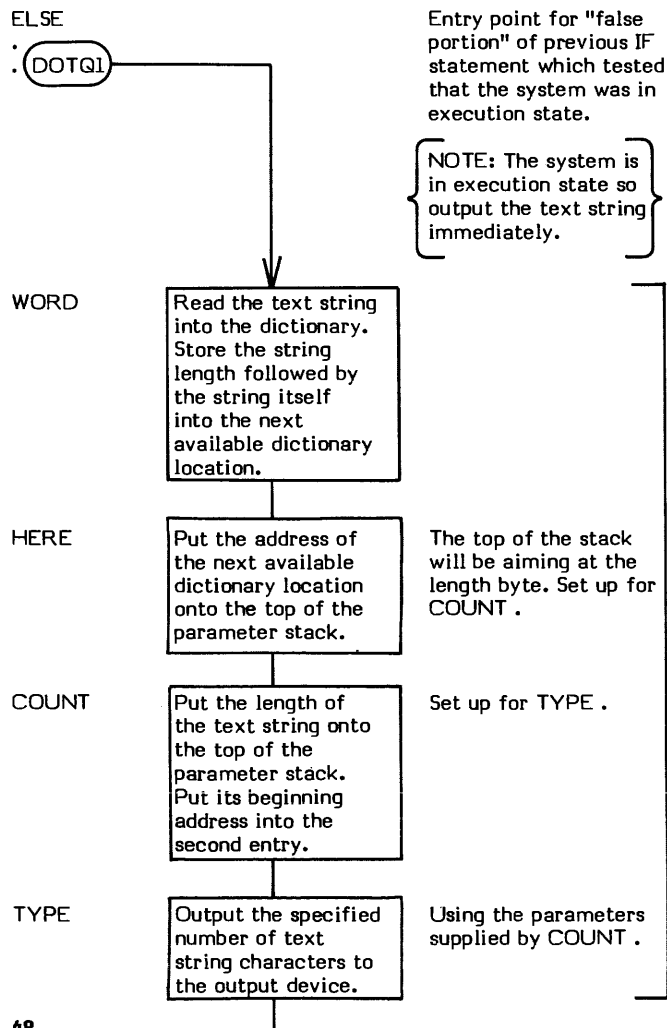 ELSE
Entry point for "false
portion" of previous IF
statement which tested
that the system was in
execution state.
: DOTQ1
NOTE: The system is
in execution state so
output the text string
immediately.
WORD
Read the text string
into the dictionary.
Store the string
length followed by
the string itself
into the next
available dictionary
location.
HERE
Put the address of
the next available
dictionary location
onto the top of the
parameter stack.
The top of the stack
will be aiming at the
length byte. Set up for
COUNT .
COUNT
Put the length of
the text string onto
the top of the
parameter stack.
Put its beginning
address into the
second entry.
Set up for TYPE .
TYPE
Output the specified
number of text
string characters to
the output device.
Using the parameters
supplied by COUNT .